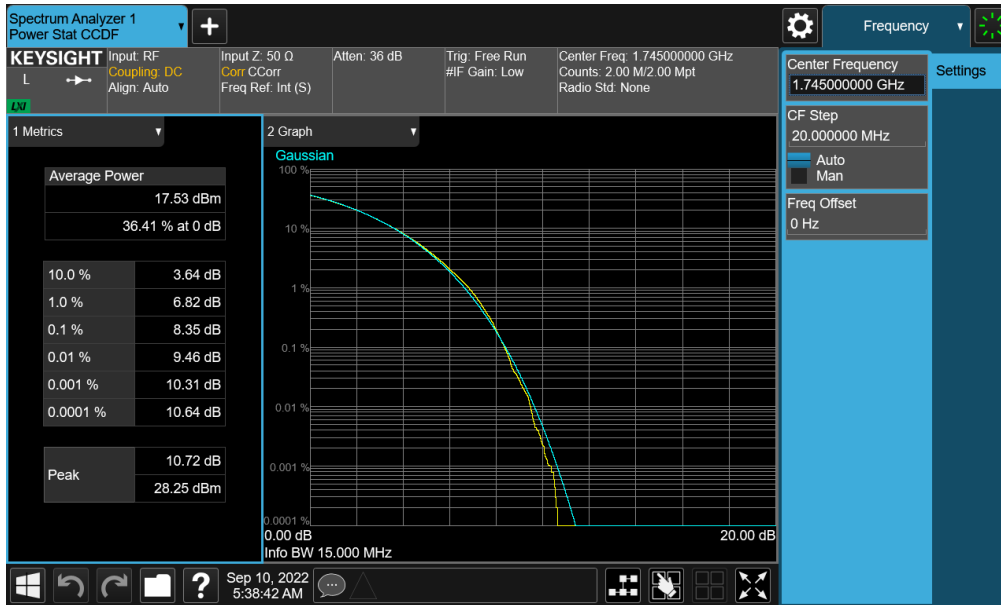 Spectrum Analyzer 1
Power Stat CCDF
Frequency
KEYSIGHT
L
LXI
Input: RF
Coupling: DC
Align: Auto
Input Z: 50 Ω
Corr CCorr
Freq Ref: Int (S)
Atten: 36 dB
Trig: Free Run
#IF Gain: Low
Center Freq: 1.745000000 GHz
Counts: 2.00 M/2.00 Mpt
Radio Std: None
Center Frequency
1.745000000 GHz
Settings
CF Step
20.000000 MHz
Auto
Man
Freq Offset
0 Hz
1 Metrics
Average Power
17.53 dBm
36.41 % at 0 dB
10.0 % 3.64 dB
1.0 % 6.82 dB
0.1 % 8.35 dB
0.01 % 9.46 dB
0.001 % 10.31 dB
0.0001 % 10.64 dB
Peak
10.72 dB
28.25 dBm
2 Graph
Gaussian
100 %
10 %
1 %
0.1 %
0.01 %
0.001 %
0.0001 %
0.00 dB
20.00 dB
Info BW 15.000 MHz
?
Sep 10, 2022
5:38:42 AM